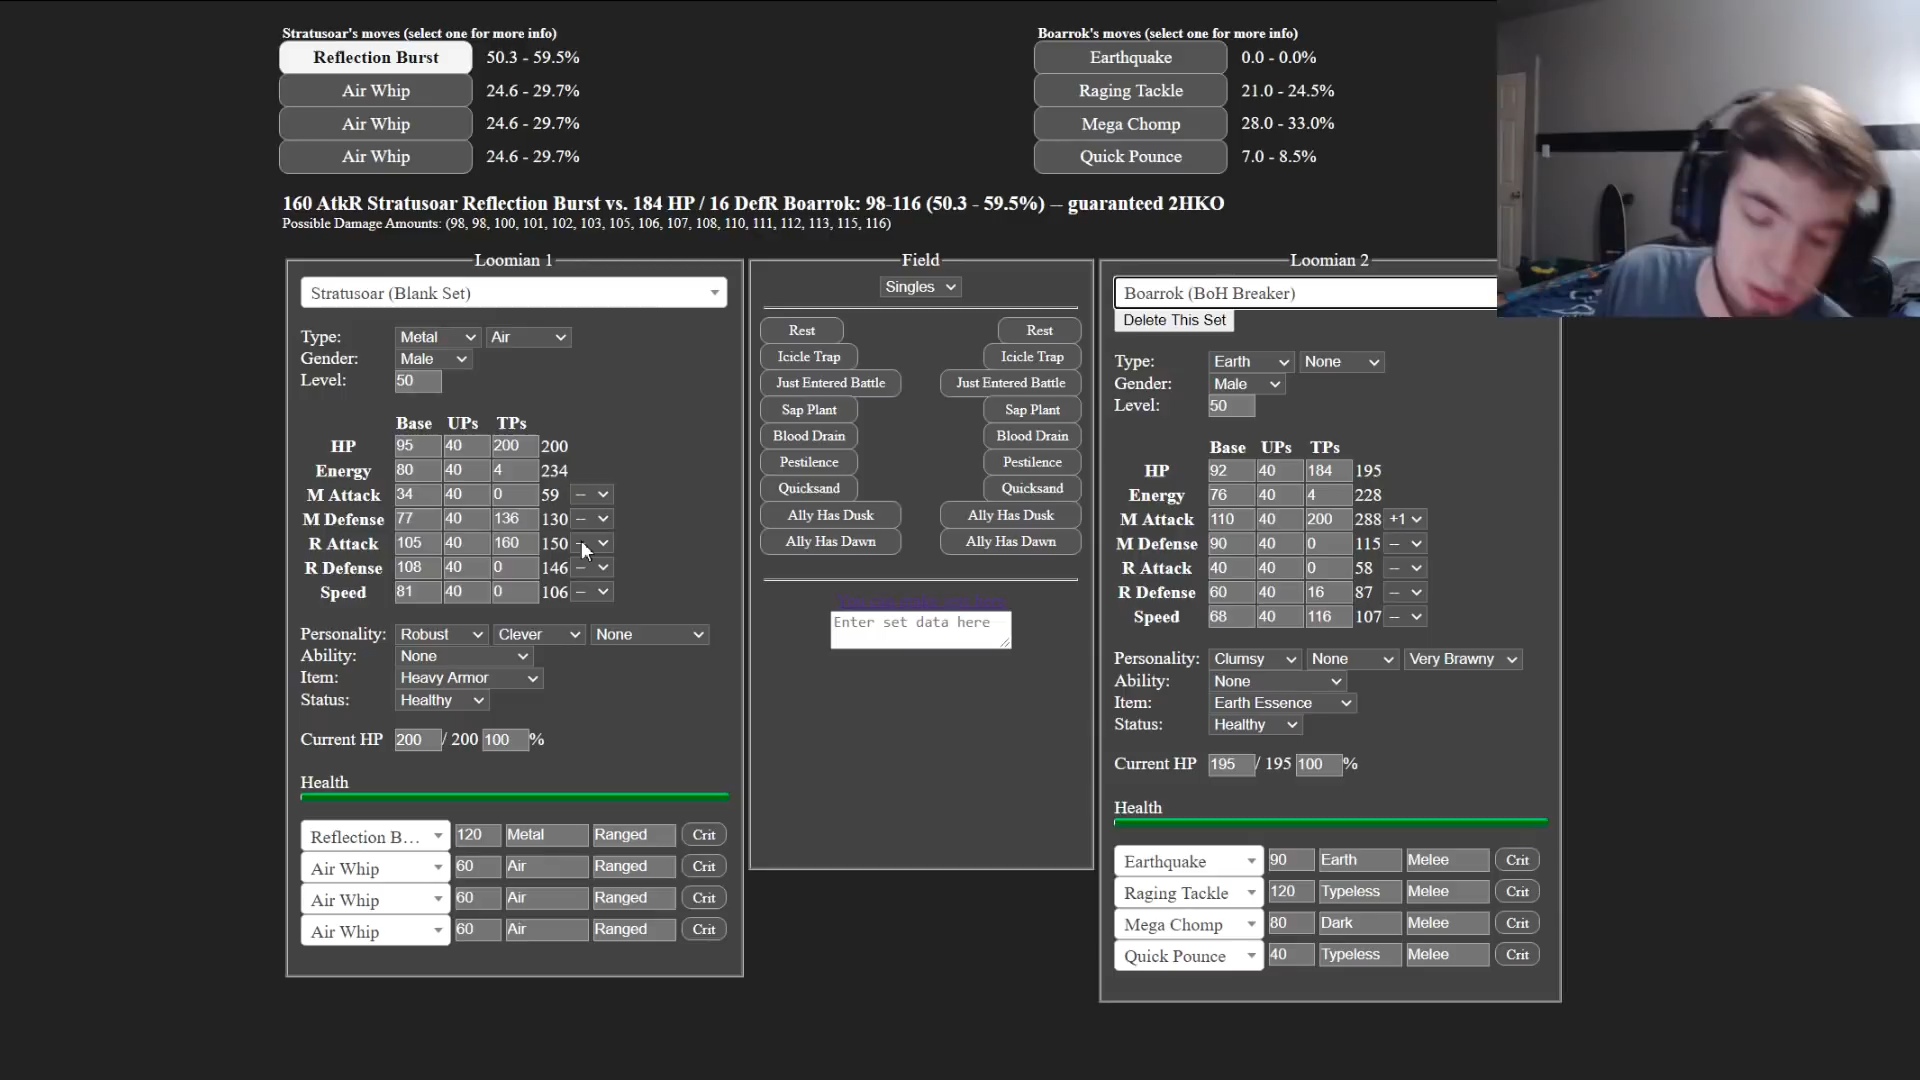 Stratusoar's moves (select one for more info)
Reflection Burst 50.3 - 59.5%
Air Whip 24.6 - 29.7%
Air Whip 24.6 - 29.7%
Air Whip 24.6 - 29.7%
Boarrok's moves (select one for more info)
Earthquake 0.0 - 0.0%
Raging Tackle 21.0 - 24.5%
Mega Chomp 28.0 - 33.0%
Quick Pounce 7.0 - 8.5%
160 AtkR Stratusoar Reflection Burst vs. 184 HP / 16 DefR Boarrok: 98-116 (50.3 - 59.5%) -- guaranteed 2HKO
Possible Damage Amounts: (98, 98, 100, 101, 102, 103, 105, 106, 107, 108, 110, 111, 112, 113, 115, 116)
Loomian 1
Stratusoar (Blank Set)
Type: Metal Air
Gender: Male
Level: 50
Base UPs TPs
HP 95 40 200 200
Energy 80 40 4 234
M Attack 34 40 0 59 --
M Defense 77 40 136 130 --
R Attack 105 40 160 150 --
R Defense 108 40 0 146 --
Speed 81 40 0 106 --
Personality: Robust Clever None
Ability: None
Item: Heavy Armor
Status: Healthy
Current HP 200 / 200 100 %
Health
Reflection B... 120 Metal Ranged Crit
Air Whip 60 Air Ranged Crit
Air Whip 60 Air Ranged Crit
Air Whip 60 Air Ranged Crit
Field
Singles
Rest Rest
Icicle Trap Icicle Trap
Just Entered Battle Just Entered Battle
Sap Plant Sap Plant
Blood Drain Blood Drain
Pestilence Pestilence
Quicksand Quicksand
Ally Has Dusk Ally Has Dusk
Ally Has Dawn Ally Has Dawn
Enter set data here
Loomian 2
Boarrok (BoH Breaker)
Delete This Set
Type: Earth None
Gender: Male
Level: 50
Base UPs TPs
HP 92 40 184 195
Energy 76 40 4 228
M Attack 110 40 200 288 +1
M Defense 90 40 0 115 --
R Attack 40 40 0 58 --
R Defense 60 40 16 87 --
Speed 68 40 116 107 --
Personality: Clumsy None Very Brawny
Ability: None
Item: Earth Essence
Status: Healthy
Current HP 195 / 195 100 %
Health
Earthquake 90 Earth Melee Crit
Raging Tackle 120 Typeless Melee Crit
Mega Chomp 80 Dark Melee Crit
Quick Pounce 40 Typeless Melee Crit